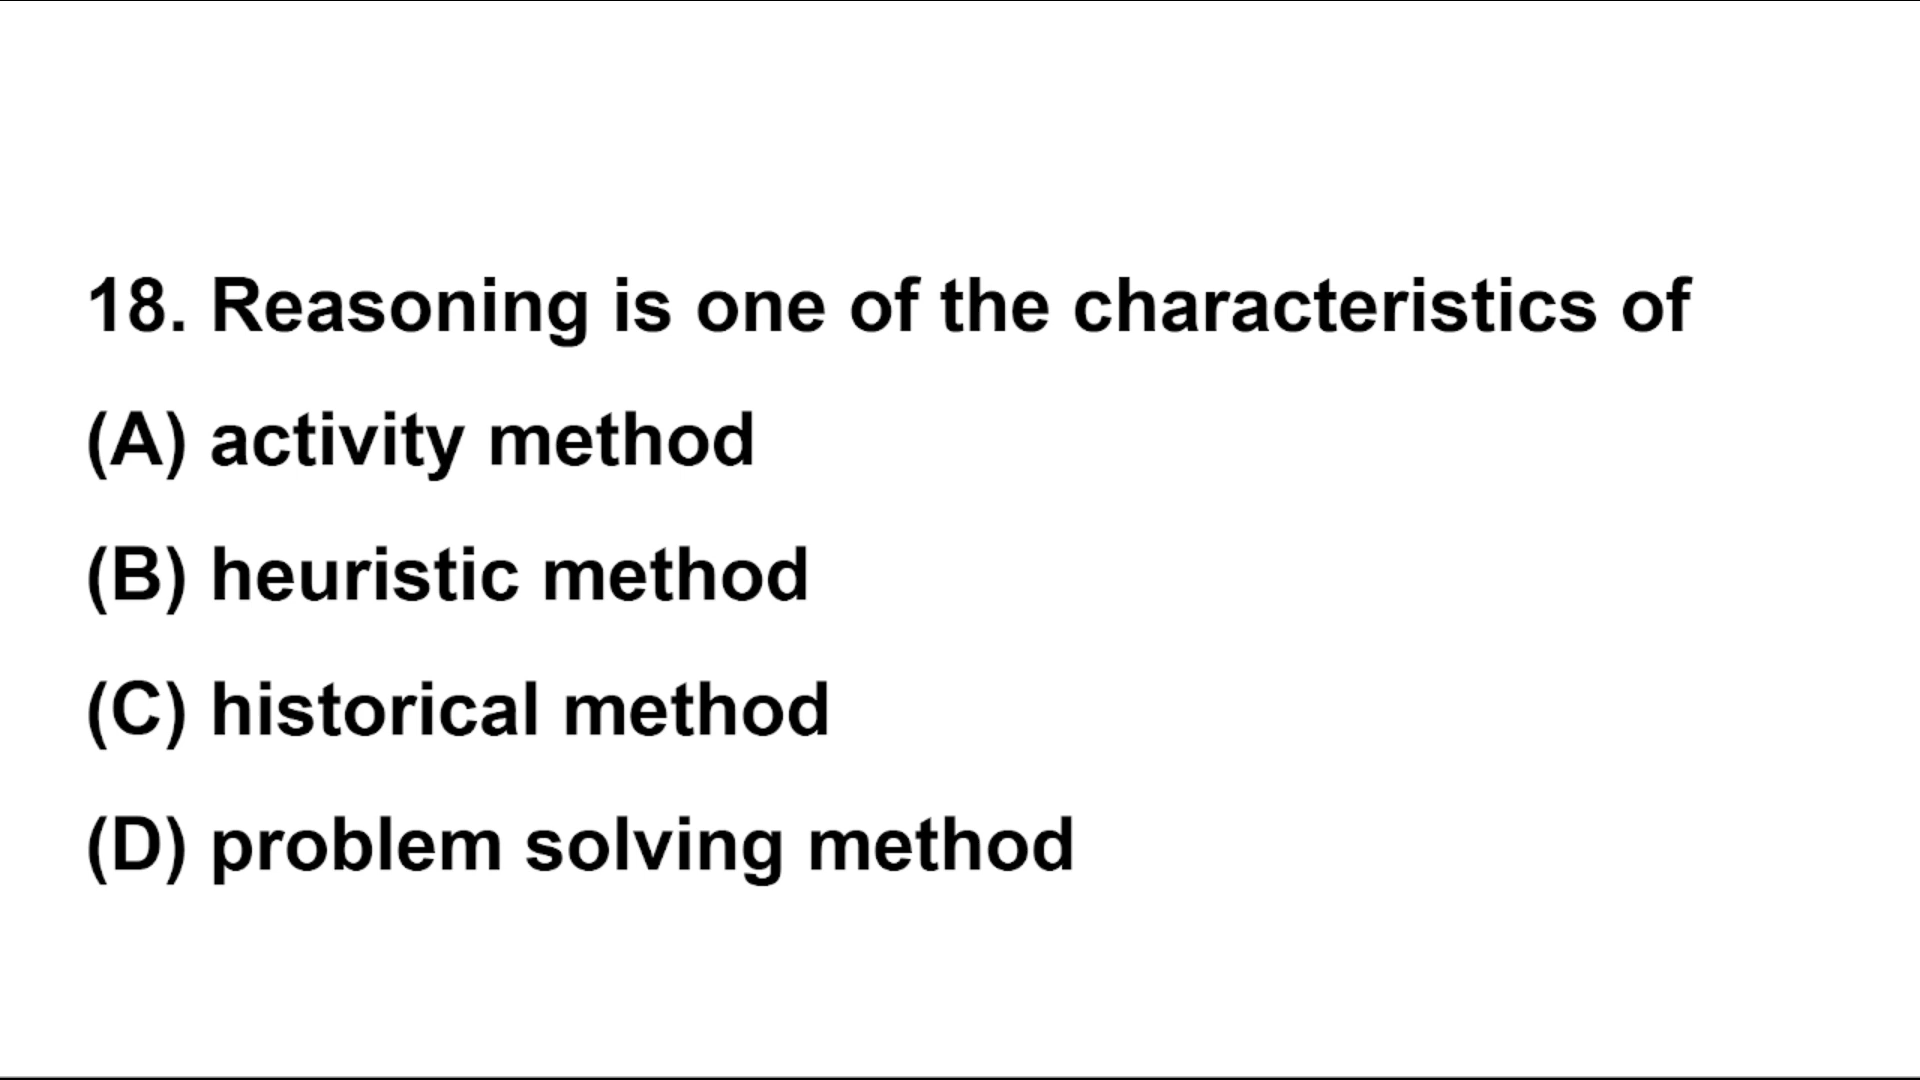 18. Reasoning is one of the characteristics of
(A) activity method
(B) heuristic method
(C) historical method
(D) problem solving method